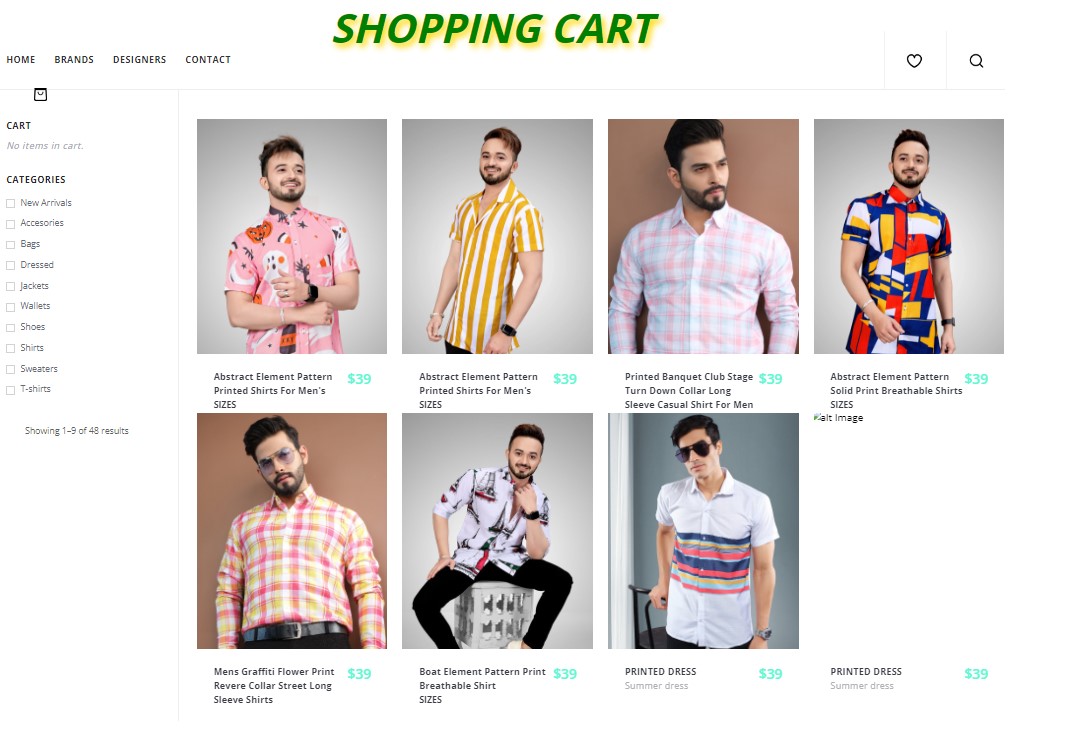 SHOPPING CART
HOME BRANDS DESIGNERS CONTACT
CART
No items in cart.
CATEGORIES
New Arrivals
Accesories
Bags
Dressed
Jackets
Wallets
Shoes
Shirts
Sweaters
T-shirts
Showing 1–9 of 48 results
Abstract Element Pattern $39
Printed Shirts For Men's
SIZES
Abstract Element Pattern $39
Printed Shirts For Men's
SIZES
Printed Banquet Club Stage $39
Turn Down Collar Long
Sleeve Casual Shirt For Men
Abstract Element Pattern $39
Solid Print Breathable Shirts
SIZES
alt Image
Mens Graffiti Flower Print $39
Revere Collar Street Long
Sleeve Shirts
Boat Element Pattern Print $39
Breathable Shirt
SIZES
PRINTED DRESS $39
Summer dress
PRINTED DRESS $39
Summer dress